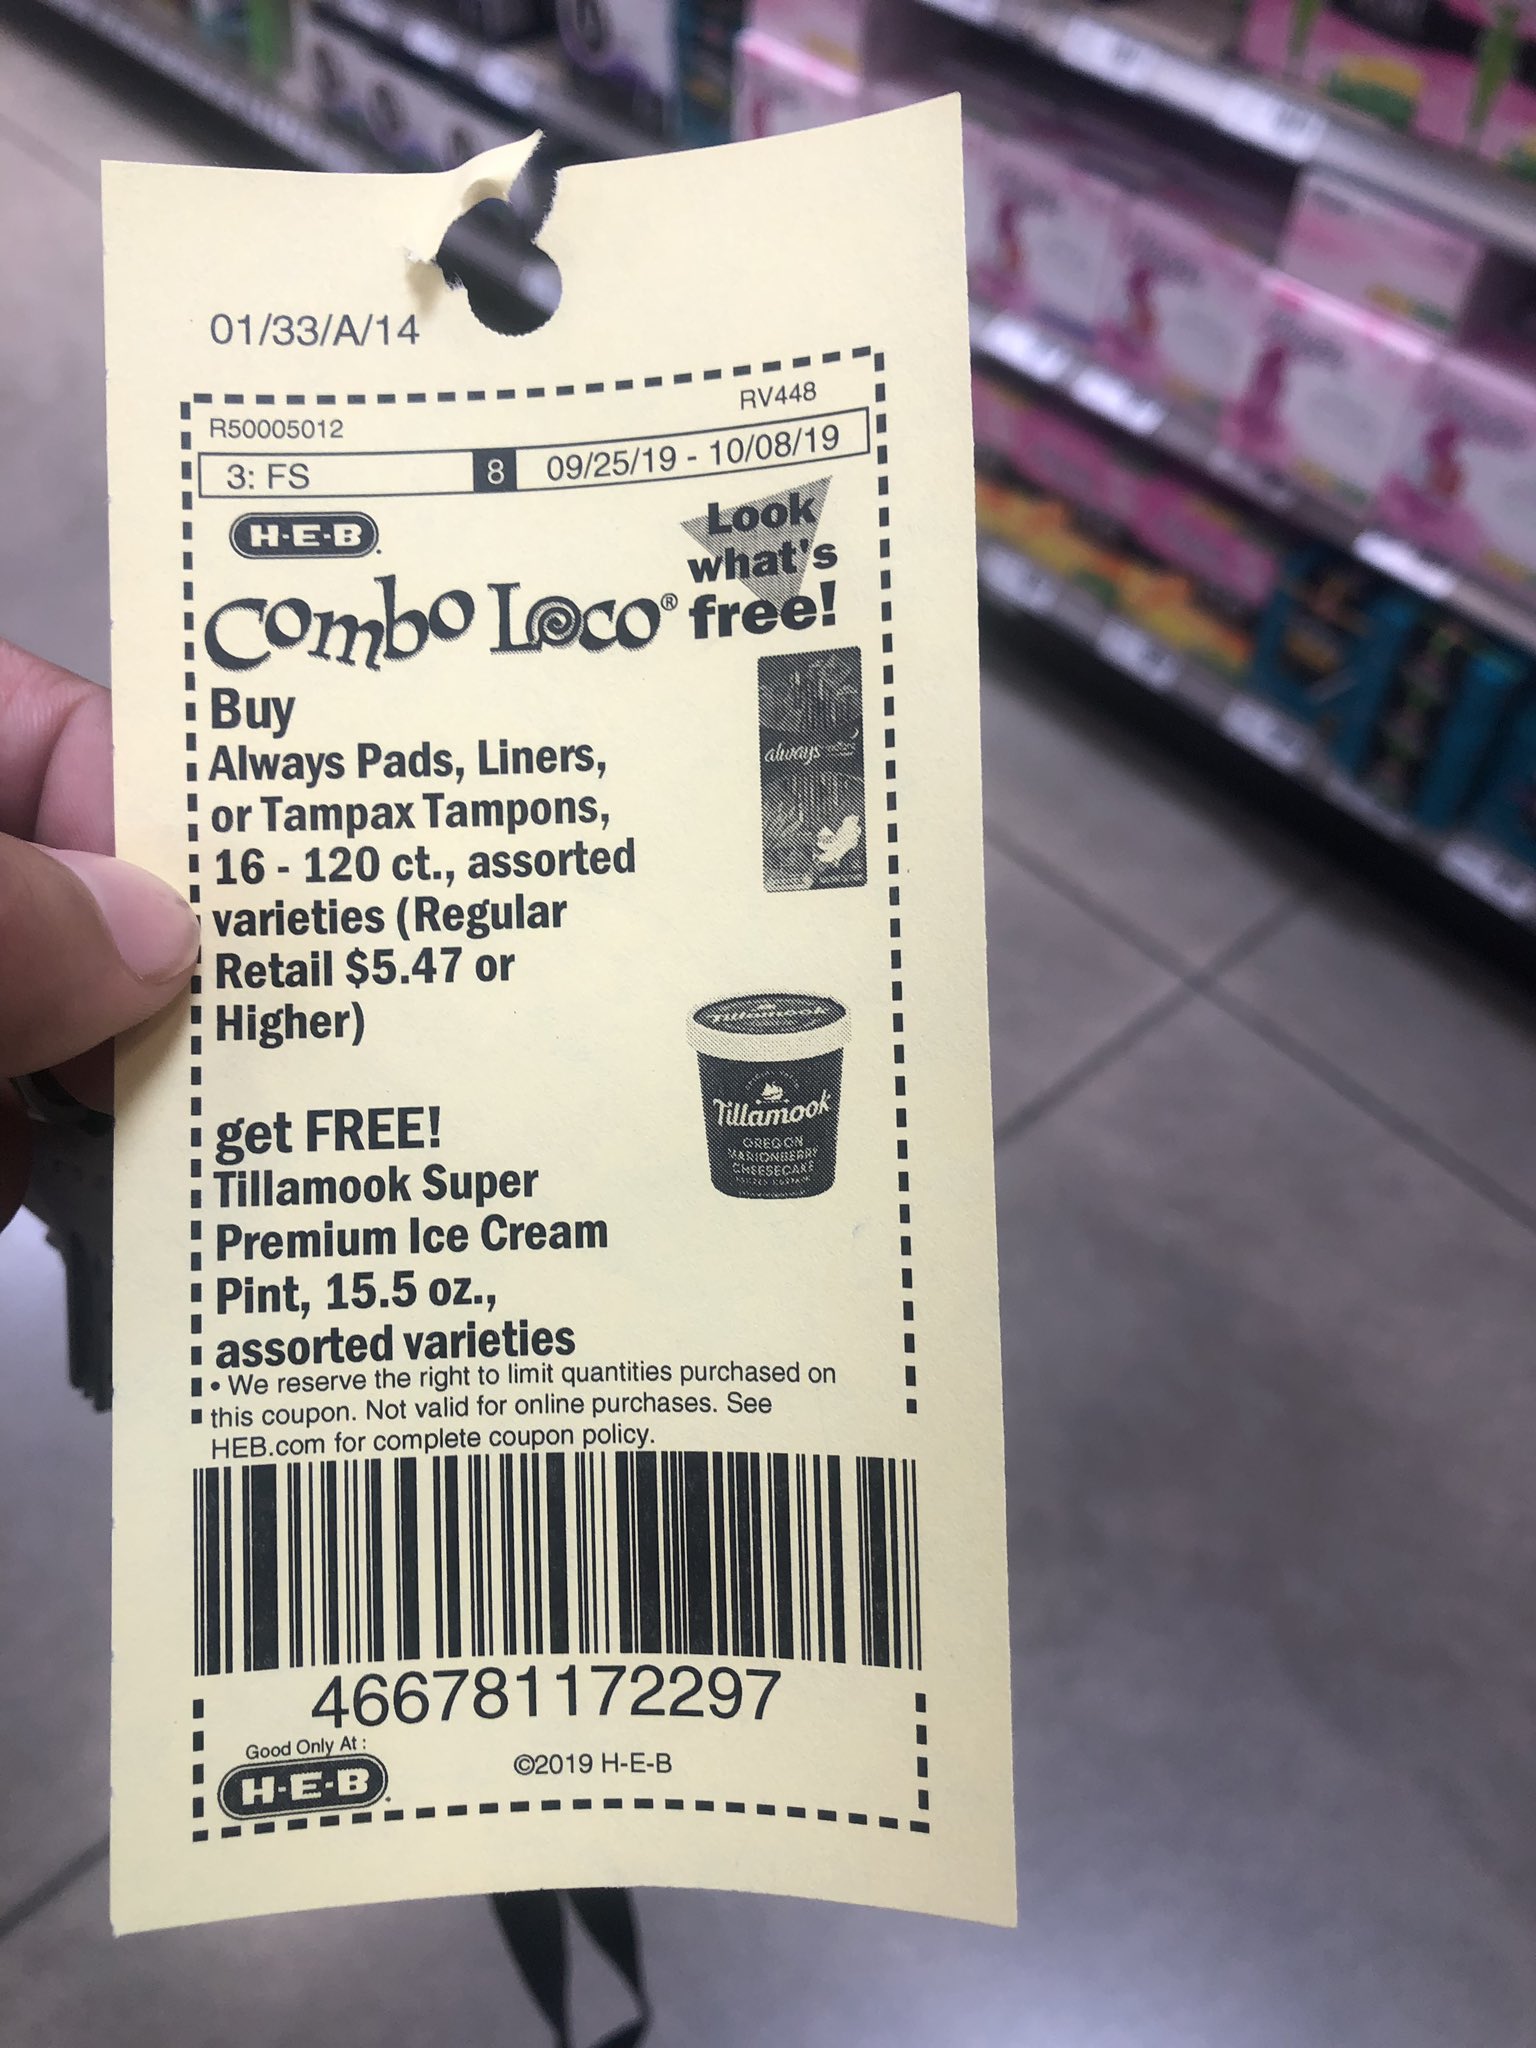 01/33/A/14
R50005012
RV448
3: FS 8 09/25/19 - 10/08/19
H-E-B
Look
what's
free!
Combo Loco®
Buy
Always Pads, Liners,
or Tampax Tampons,
16 - 120 ct., assorted
varieties (Regular
Retail $5.47 or
Higher)
always
get FREE!
Tillamook Super
Premium Ice Cream
Pint, 15.5 oz.,
assorted varieties
Tillamook
Tillamook
OREGON
MARIONBERRY
CHEESECAKE
• We reserve the right to limit quantities purchased on
this coupon. Not valid for online purchases. See
HEB.com for complete coupon policy.
466781172297
Good Only At :
H-E-B
©2019 H-E-B